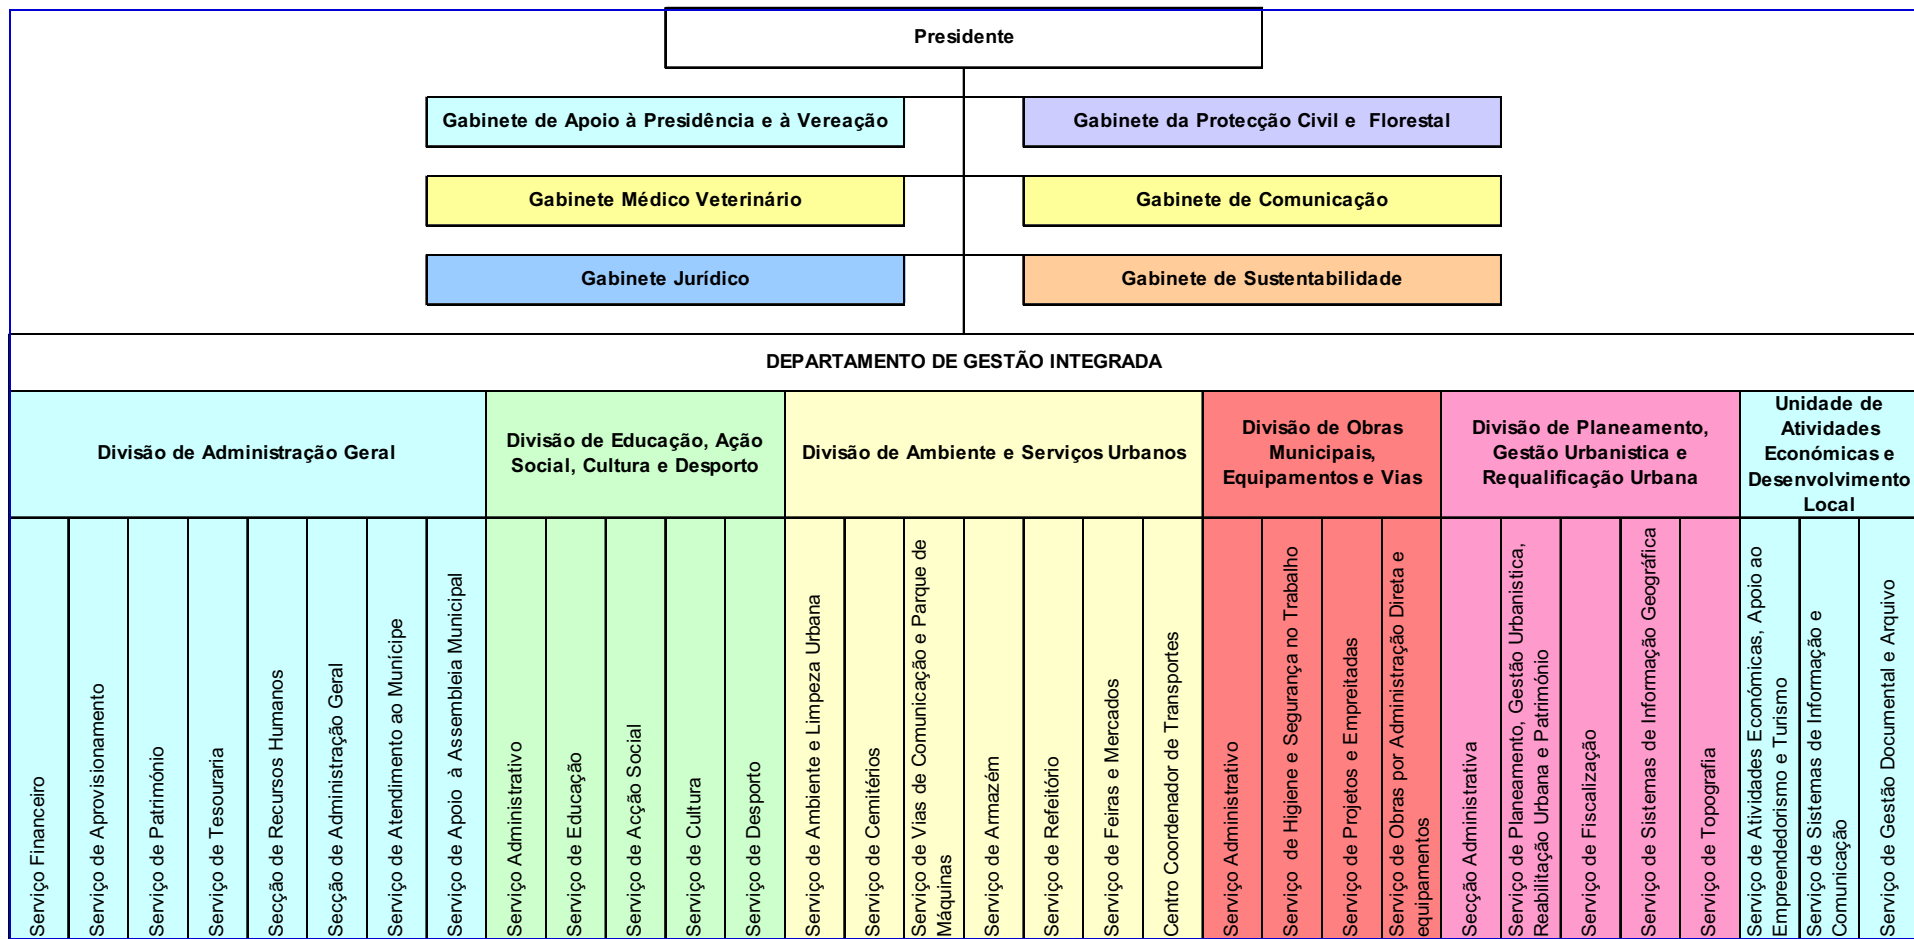 Presidente
Gabinete de Apoio à Presidência e à Vereação
Gabinete da Protecção Civil e  Florestal
Gabinete Médico Veterinário
Gabinete de Comunicação
Gabinete Jurídico
Gabinete de Sustentabilidade
DEPARTAMENTO DE GESTÃO INTEGRADA
Divisão de Administração Geral
Divisão de Educação, Ação
Social, Cultura e Desporto
Divisão de Ambiente e Serviços Urbanos
Divisão de Obras
Municipais,
Equipamentos e Vias
Divisão de Planeamento,
Gestão Urbanistica e
Requalificação Urbana
Unidade de
Atividades
Económicas e
Desenvolvimento
Local
Serviço Financeiro
Serviço de Aprovisionamento
Serviço de Património
Serviço de Tesouraria
Secção de Recursos Humanos
Secção de Administração Geral
Serviço de Atendimento ao Munícipe
Serviço de Apoio  à Assembleia Municipal
Serviço Administrativo
Serviço de Educação
Serviço de Acção Social
Serviço de Cultura
Serviço de Desporto
Serviço de Ambiente e Limpeza Urbana
Serviço de Cemitérios
Serviço de Vias de Comunicação e Parque de
Máquinas
Serviço de Armazém
Serviço de Refeitório
Serviço de Feiras e Mercados
Centro Coordenador de Transportes
Serviço Administrativo
Serviço  de Higiene e Segurança no Trabalho
Serviço de Projetos e Empreitadas
Serviço de Obras por Administração Direta e
equipamentos
Secção Administrativa
Serviço de Planeamento, Gestão Urbanistica,
Reabilitação Urbana e Património
Serviço de Fiscalização
Serviço de Sistemas de Informação Geográfica
Serviço de Topografia
Serviço de Atividades Económicas, Apoio ao
Empreendedorismo e Turismo
Serviço de Sistemas de Informação e
Comunicação
Serviço de Gestão Documental e Arquivo